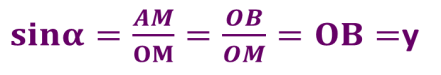 sinα = AM/OM = OB/OM = OB =y